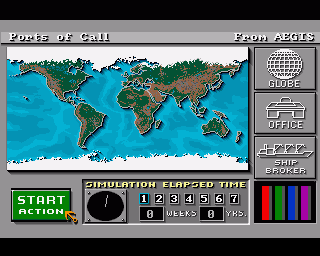 Ports of Call
From AEGIS
GLOBE
OFFICE
SHIP
BROKER
START
ACTION
SIMULATION ELAPSED TIME
1 2 3 4 5 6 7
0 WEEKS 0 YRS.